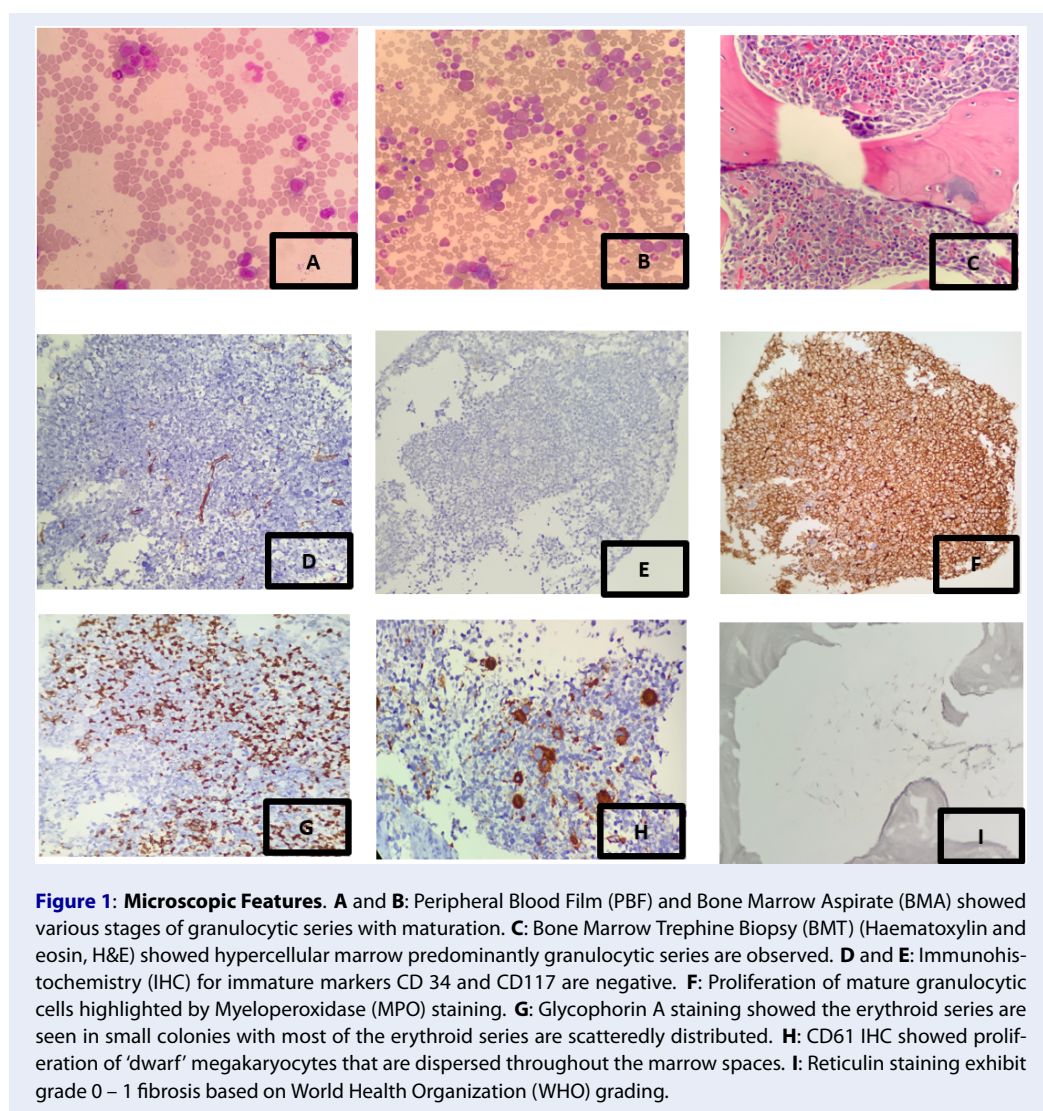 A
B
C
D
E
F
G
H
I
Figure 1: Microscopic Features. A and B: Peripheral Blood Film (PBF) and Bone Marrow Aspirate (BMA) showed
various stages of granulocytic series with maturation. C: Bone Marrow Trephine Biopsy (BMT) (Haematoxylin and
eosin, H&E) showed hypercellular marrow predominantly granulocytic series are observed. D and E: Immunohis-
tochemistry (IHC) for immature markers CD 34 and CD117 are negative. F: Proliferation of mature granulocytic
cells highlighted by Myeloperoxidase (MPO) staining. G: Glycophorin A staining showed the erythroid series are
seen in small colonies with most of the erythroid series are scatteredly distributed. H: CD61 IHC showed prolif-
eration of ‘dwarf’ megakaryocytes that are dispersed throughout the marrow spaces. I: Reticulin staining exhibit
grade 0 – 1 fibrosis based on World Health Organization (WHO) grading.